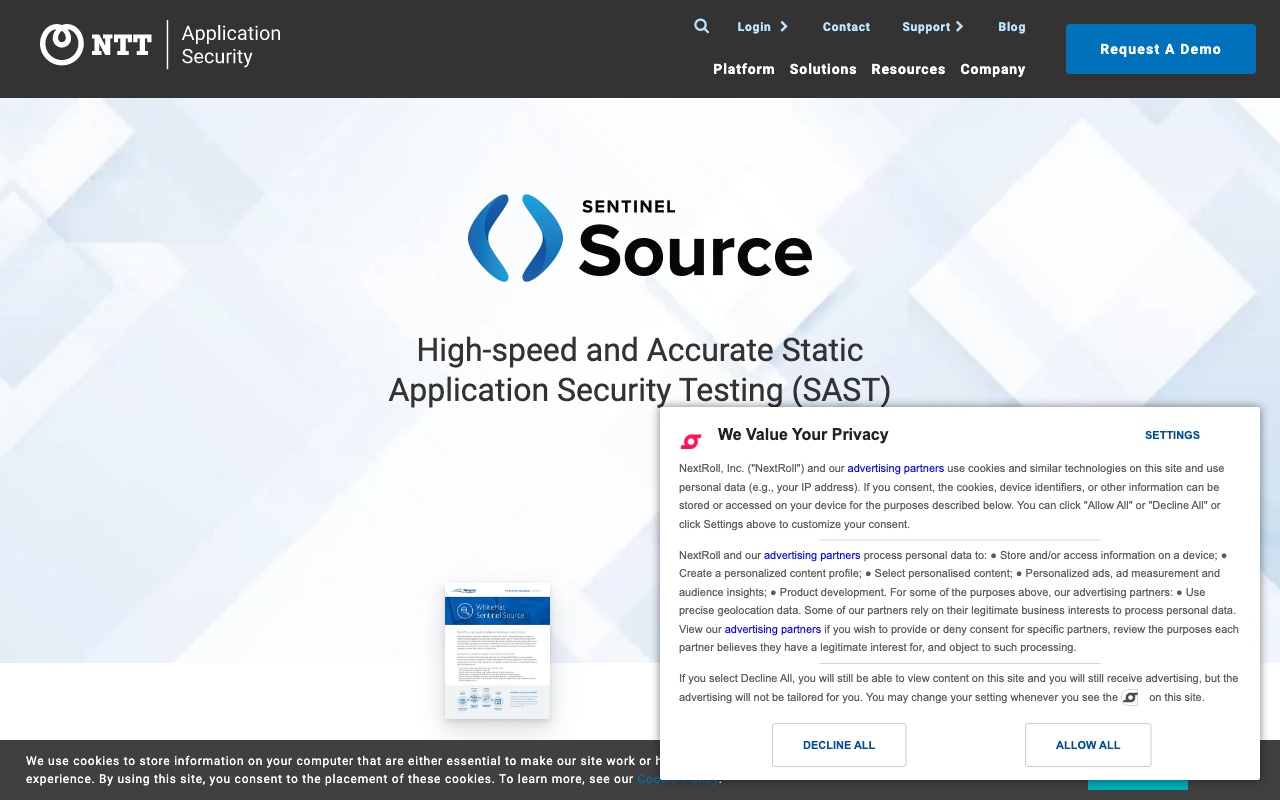 NTT
Application
Security
Login
Contact
Support
Blog
Platform
Solutions
Resources
Company
Request A Demo
SENTINEL
Source
High-speed and Accurate Static
Application Security Testing (SAST)
WhiteHat
Sentinel Source
We Value Your Privacy
SETTINGS
NextRoll, Inc. ("NextRoll") and our advertising partners use cookies and similar technologies on this site and use
personal data (e.g., your IP address). If you consent, the cookies, device identifiers, or other information can be
stored or accessed on your device for the purposes described below. You can click "Allow All" or "Decline All" or
click Settings above to customize your consent.
NextRoll and our advertising partners process personal data to: ● Store and/or access information on a device; ●
Create a personalized content profile; ● Select personalised content; ● Personalized ads, ad measurement and
audience insights; ● Product development. For some of the purposes above, our advertising partners: ● Use
precise geolocation data. Some of our partners rely on their legitimate business interests to process personal data.
View our advertising partners if you wish to provide or deny consent for specific partners, review the purposes each
partner believes they have a legitimate interest for, and object to such processing.
If you select Decline All, you will still be able to view content on this site and you will still receive advertising, but the
advertising will not be tailored for you. You may change your setting whenever you see the on this site.
DECLINE ALL
ALLOW ALL
We use cookies to store information on your computer that are either essential to make our site work or
experience. By using this site, you consent to the placement of these cookies. To learn more, see our Cookie Policy.